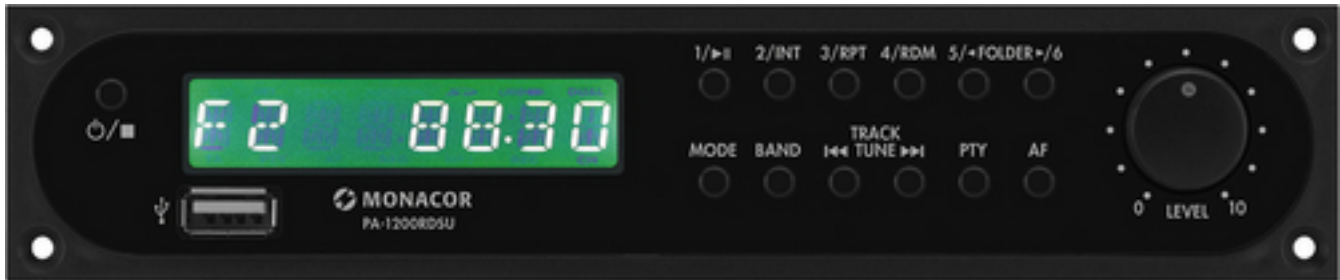 1/▶II 2/INT 3/RPT 4/RDM 5/◂FOLDER▸/6
F2 88.30
⏻/■
MODE BAND TRACK PTY AF
I◀◀ TUNE ▶▶I
MONACOR
PA-1200RDSU
0 LEVEL 10